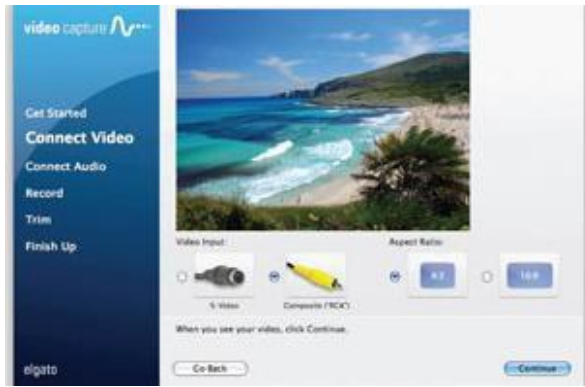 video capture
Get Started
Connect Video
Connect Audio
Record
Trim
Finish Up
elgato
Video Input:
Aspect Ratio:
S-Video
Composite ("RCA")
4:3
16:9
When you see your video, click Continue.
Go Back
Continue